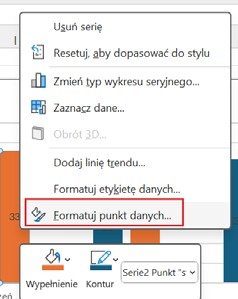 Usuń serię
Resetuj, aby dopasować do stylu
Zmień typ wykresu seryjnego...
Zaznacz dane...
Obrót 3D...
Dodaj linię trendu...
Formatuj etykietę danych...
Formatuj punkt danych...
33
Wypełnienie
Kontur
Serie2 Punkt "s